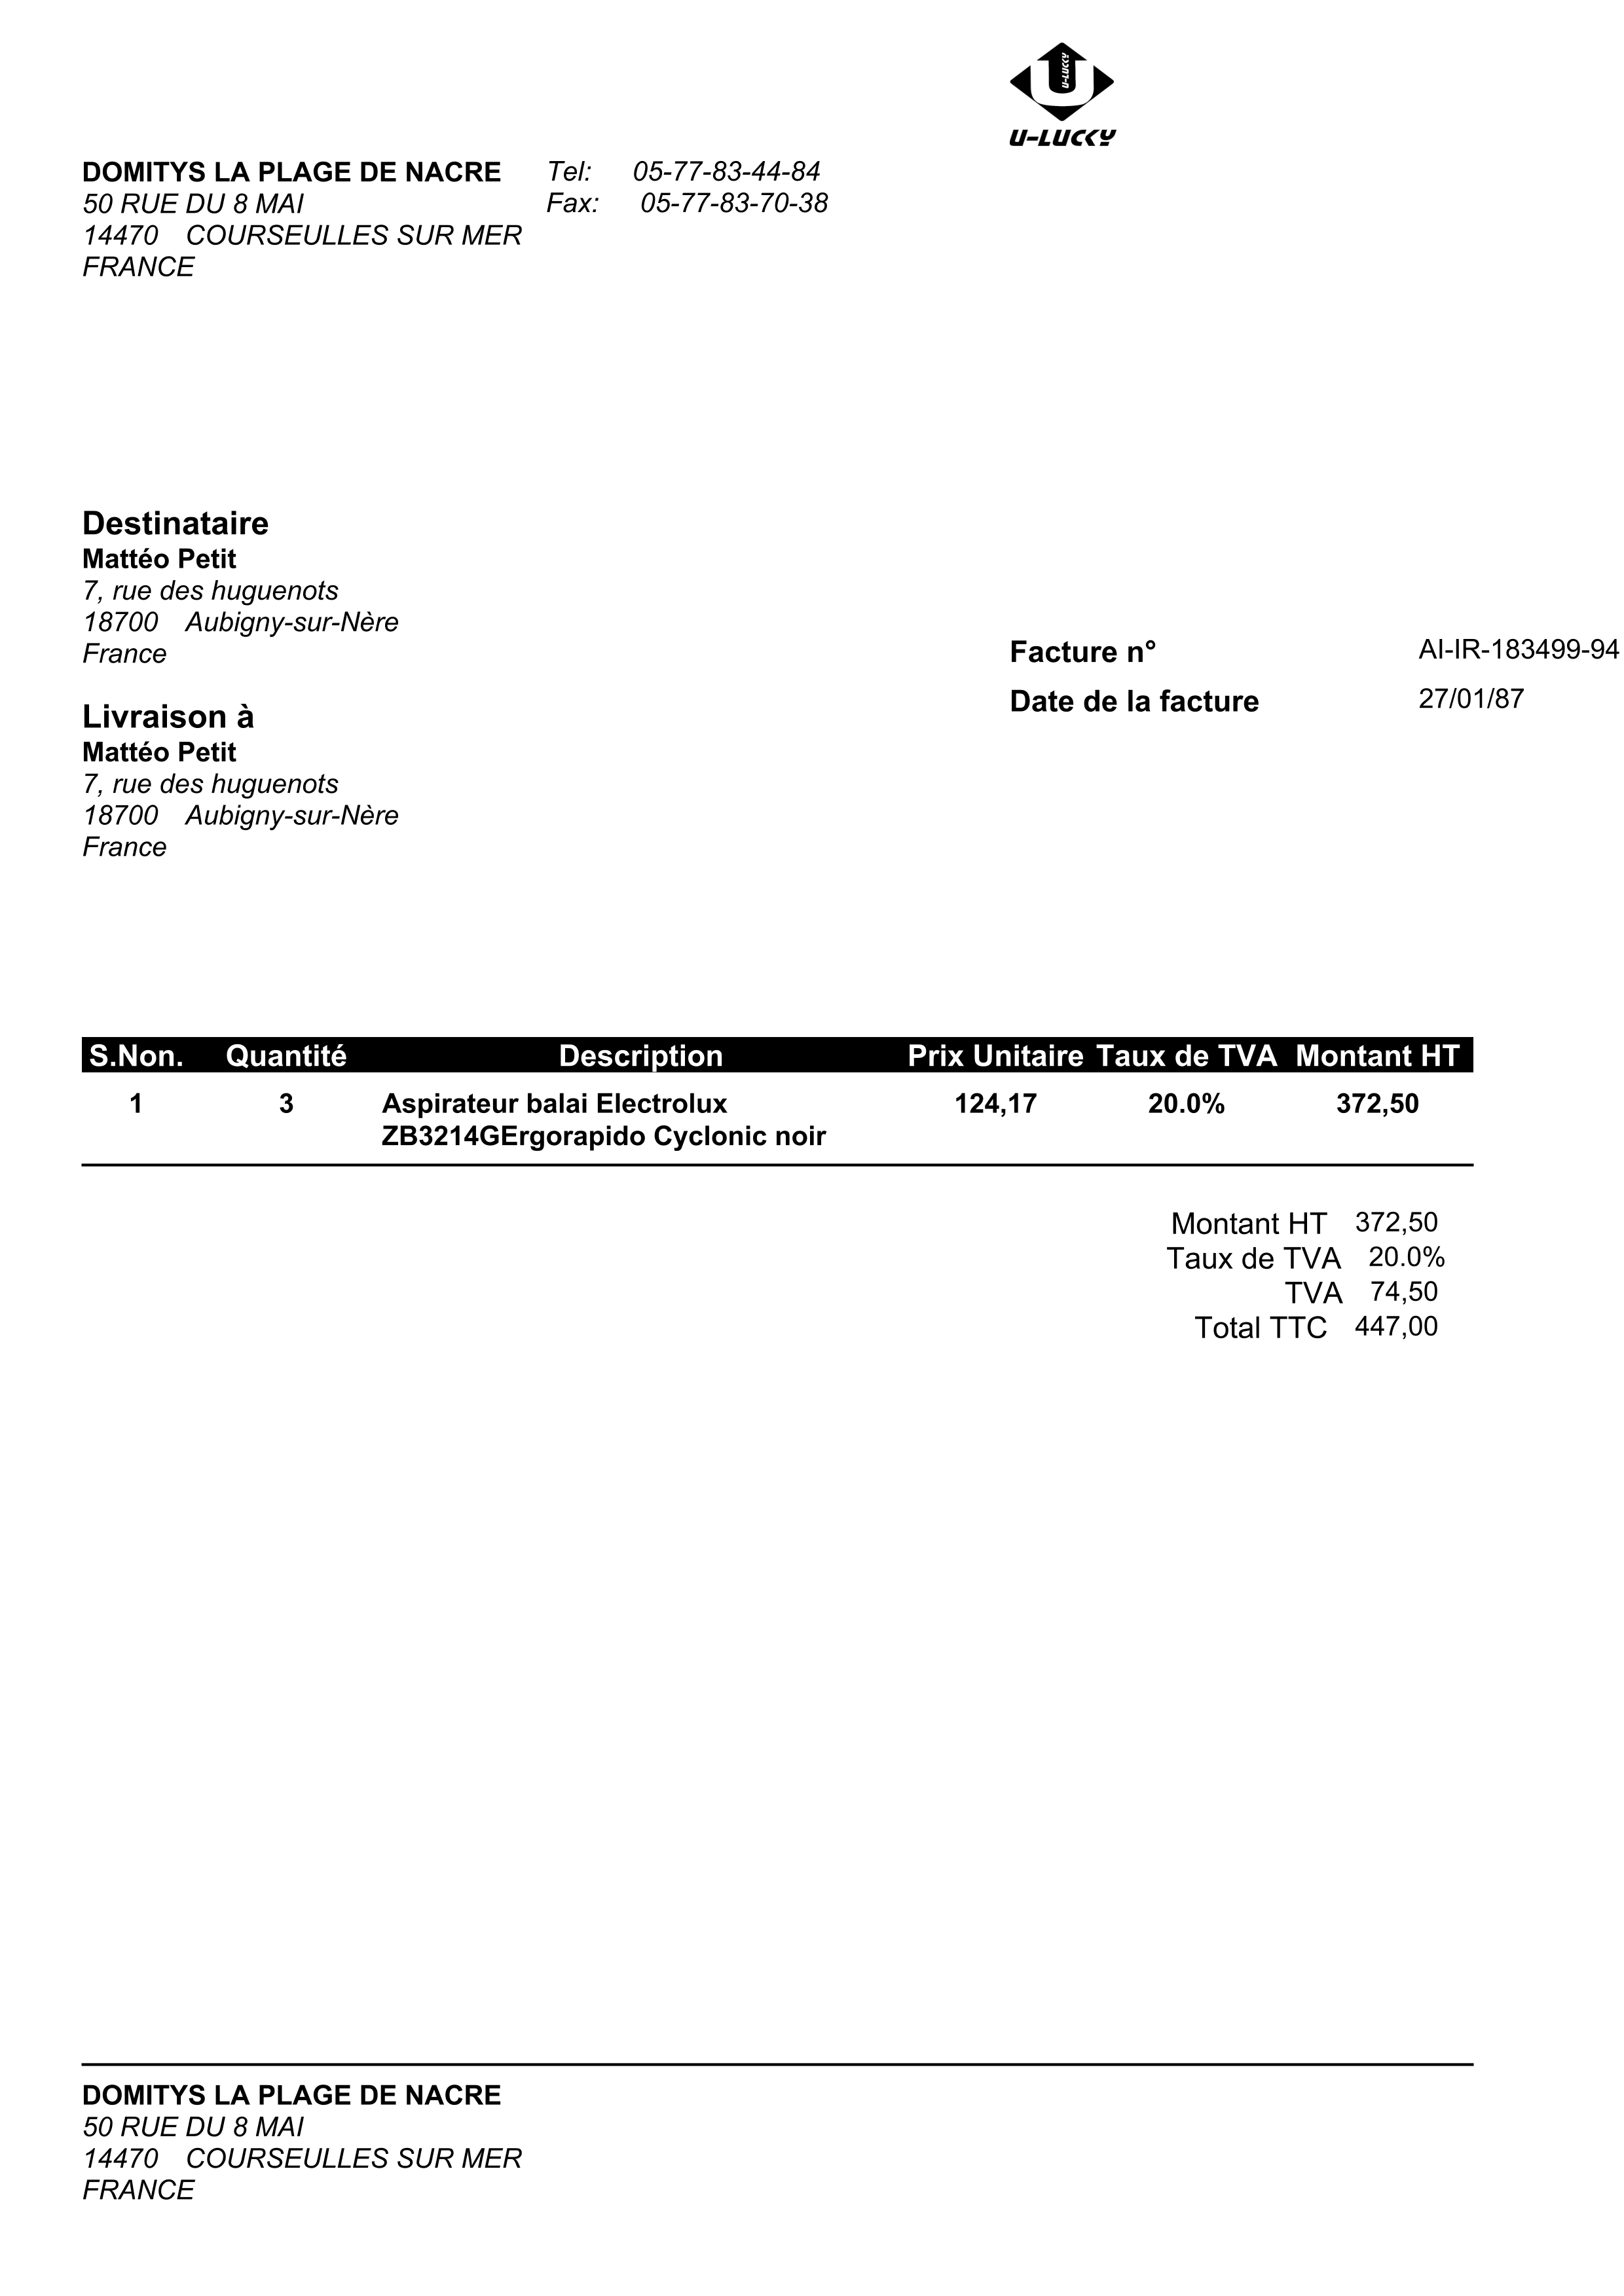 U-LUCKY
U-LUCKY
DOMITYS LA PLAGE DE NACRE Tel: 05-77-83-44-84
50 RUE DU 8 MAI Fax: 05-77-83-70-38
14470 COURSEULLES SUR MER
FRANCE
Destinataire
Mattéo Petit
7, rue des huguenots
18700 Aubigny-sur-Nère
France
Facture n° AI-IR-183499-94
Date de la facture 27/01/87
Livraison à
Mattéo Petit
7, rue des huguenots
18700 Aubigny-sur-Nère
France
S.Non. Quantité Description Prix Unitaire Taux de TVA Montant HT
1 3 Aspirateur balai Electrolux 124,17 20.0% 372,50
ZB3214GErgorapido Cyclonic noir
Montant HT 372,50
Taux de TVA 20.0%
TVA 74,50
Total TTC 447,00
DOMITYS LA PLAGE DE NACRE
50 RUE DU 8 MAI
14470 COURSEULLES SUR MER
FRANCE